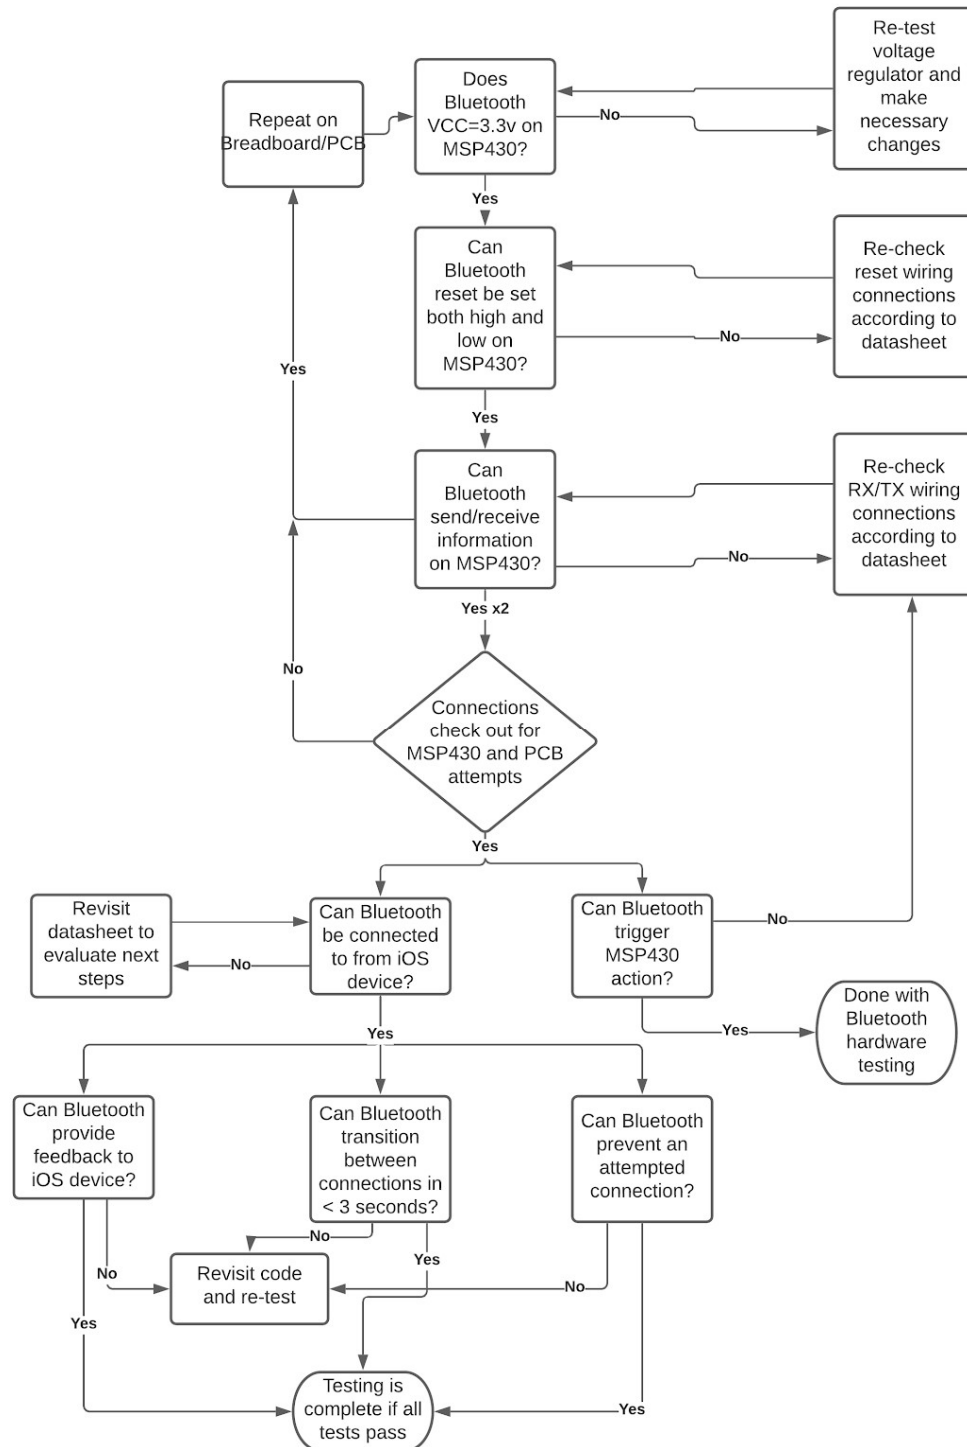 Re-test
voltage
regulator and
make
necessary
changes
Does
Bluetooth
VCC=3.3v on
MSP430?
Repeat on
Breadboard/PCB
No
Yes
Can
Bluetooth
reset be set
both high and
low on
MSP430?
Re-check
reset wiring
connections
according to
datasheet
No
Yes
Yes
Can
Bluetooth
send/receive
information
on MSP430?
Re-check
RX/TX wiring
connections
according to
datasheet
No
Yes x2
No
Connections
check out for
MSP430 and PCB
attempts
Yes
Revisit
datasheet to
evaluate next
steps
No
Can Bluetooth
be connected
to from iOS
device?
Can Bluetooth
trigger
MSP430
action?
No
Yes
Done with
Bluetooth
hardware
testing
Yes
Can Bluetooth
provide
feedback to
iOS device?
Can Bluetooth
transition
between
connections in
< 3 seconds?
Can Bluetooth
prevent an
attempted
connection?
No
Yes
No
Revisit code
and re-test
No
Yes
Testing is
complete if all
tests pass
Yes